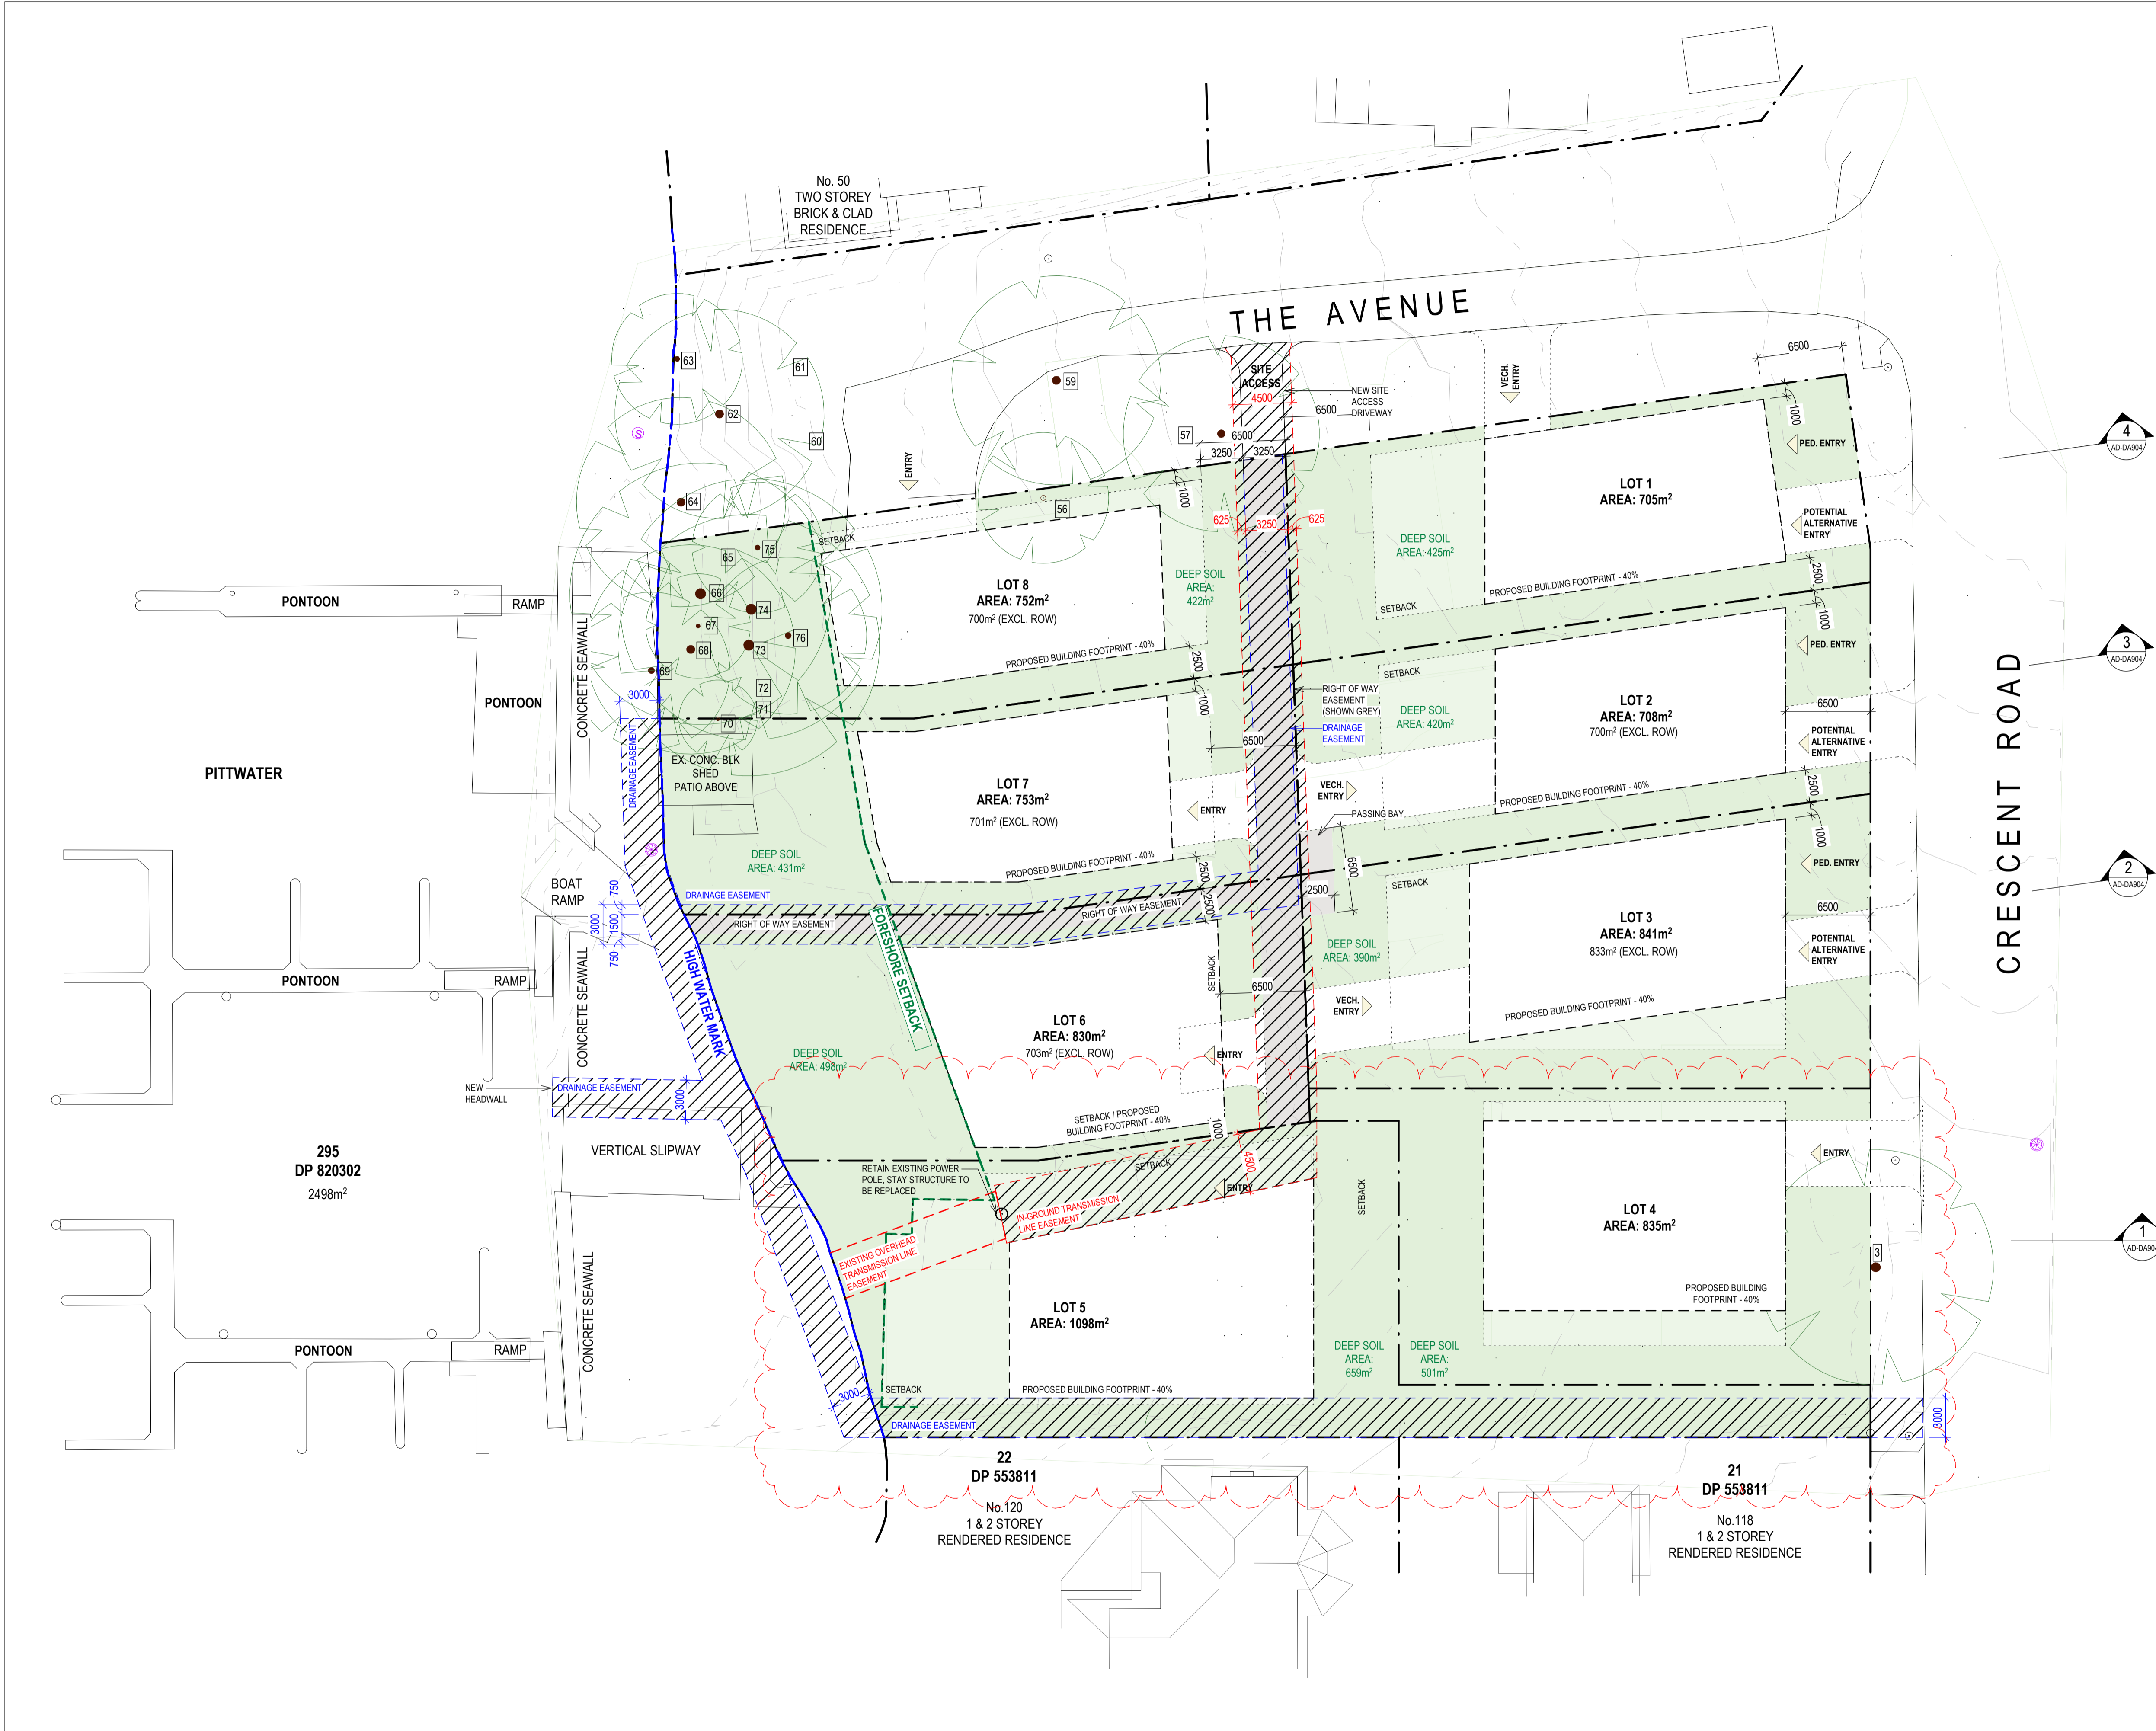 No. 50
TWO STOREY
BRICK & CLAD
RESIDENCE
THE AVENUE
CRESCENT ROAD
SITE
ACCESS
4500
NEW SITE
ACCESS
DRIVEWAY
6500
6500
3250
3250
VECH.
ENTRY
6500
1000
PED. ENTRY
4
AD-DA904
63
62
61
60
59
57
56
64
ENTRY
1000
625
3250
625
LOT 1
AREA: 705m²
POTENTIAL
ALTERNATIVE
ENTRY
DEEP SOIL
AREA: 425m²
SETBACK
75
65
66
74
67
76
68
73
69
72
71
70
LOT 8
AREA: 752m²
700m² (EXCL. ROW)
DEEP SOIL
AREA:
422m²
PROPOSED BUILDING FOOTPRINT - 40%
SETBACK
PROPOSED BUILDING FOOTPRINT - 40%
2500
1000
2500
1000
PED. ENTRY
3
AD-DA904
PONTOON
RAMP
CONCRETE SEAWALL
PONTOON
3000
DRAINAGE EASEMENT
EX. CONC. BLK
SHED
PATIO ABOVE
PITTWATER
RIGHT OF WAY
EASEMENT
(SHOWN GREY)
DRAINAGE
EASEMENT
6500
SETBACK
DEEP SOIL
AREA: 420m²
LOT 2
AREA: 708m²
700m² (EXCL. ROW)
6500
POTENTIAL
ALTERNATIVE
ENTRY
LOT 7
AREA: 753m²
701m² (EXCL. ROW)
ENTRY
VECH.
ENTRY
PASSING BAY
PROPOSED BUILDING FOOTPRINT - 40%
2500
1000
PED. ENTRY
2
AD-DA904
DEEP SOIL
AREA: 431m²
PROPOSED BUILDING FOOTPRINT - 40%
2500
2500
6500
2500
SETBACK
BOAT
RAMP
750
1500
750
3000
DRAINAGE EASEMENT
RIGHT OF WAY EASEMENT
RIGHT OF WAY EASEMENT
FORESHORE SETBACK
HIGH WATER MARK
LOT 3
AREA: 841m²
833m² (EXCL. ROW)
6500
POTENTIAL
ALTERNATIVE
ENTRY
DEEP SOIL
AREA: 390m²
SETBACK
6500
VECH.
ENTRY
PROPOSED BUILDING FOOTPRINT - 40%
PONTOON
RAMP
CONCRETE SEAWALL
LOT 6
AREA: 830m²
703m² (EXCL. ROW)
ENTRY
DEEP SOIL
AREA: 498m²
NEW
HEADWALL
DRAINAGE EASEMENT
3000
SETBACK / PROPOSED
BUILDING FOOTPRINT - 40%
1000
295
DP 820302
2498m²
VERTICAL SLIPWAY
RETAIN EXISTING POWER
POLE, STAY STRUCTURE TO
BE REPLACED
SETBACK
4500
ENTRY
IN-GROUND TRANSMISSION
LINE EASEMENT
EXISTING OVERHEAD
TRANSMISSION LINE
EASEMENT
SETBACK
LOT 4
AREA: 835m²
ENTRY
3
1
PROPOSED BUILDING
FOOTPRINT - 40%
CONCRETE SEAWALL
PONTOON
RAMP
LOT 5
AREA: 1098m²
DEEP SOIL
AREA:
659m²
DEEP SOIL
AREA:
501m²
SETBACK
PROPOSED BUILDING FOOTPRINT - 40%
3000
DRAINAGE EASEMENT
3000
22
DP 553811
No.120
1 & 2 STOREY
RENDERED RESIDENCE
21
DP 553811
No.118
1 & 2 STOREY
RENDERED RESIDENCE